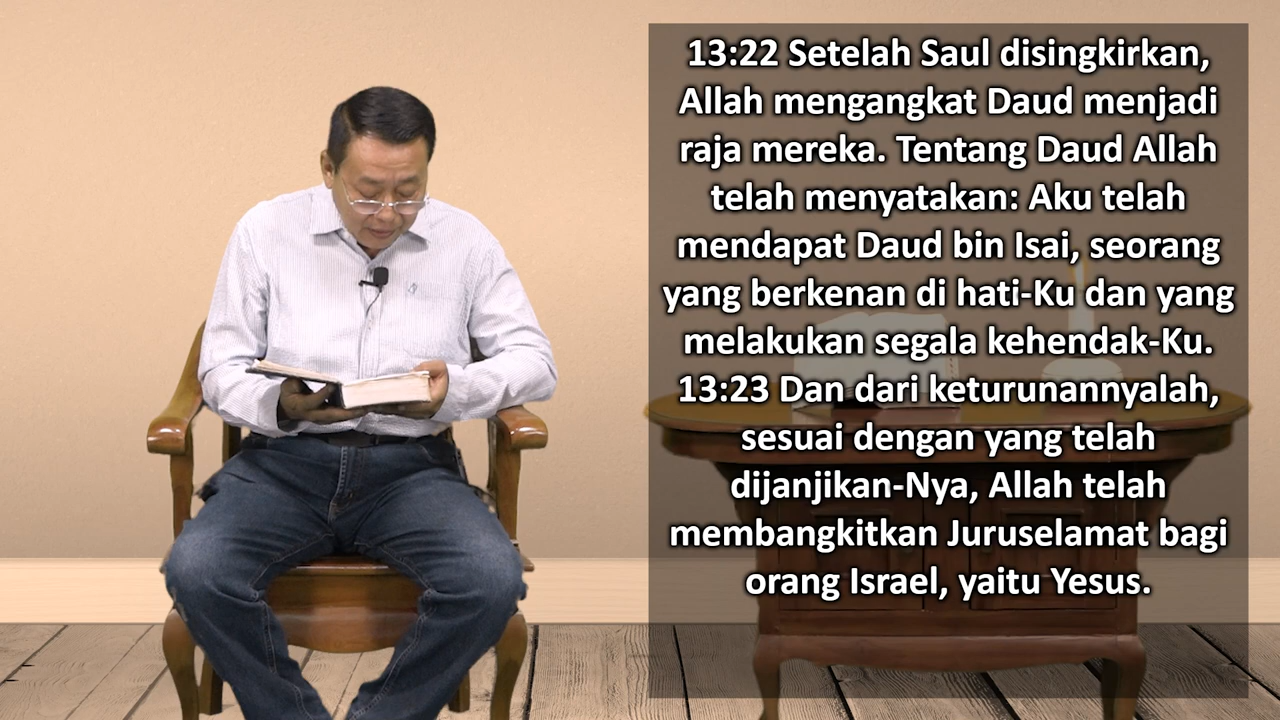 13:22 Setelah Saul disingkirkan,
Allah mengangkat Daud menjadi
raja mereka. Tentang Daud Allah
telah menyatakan: Aku telah
mendapat Daud bin Isai, seorang
yang berkenan di hati-Ku dan yang
melakukan segala kehendak-Ku.
13:23 Dan dari keturunannyalah,
sesuai dengan yang telah
dijanjikan-Nya, Allah telah
membangkitkan Juruselamat bagi
orang Israel, yaitu Yesus.